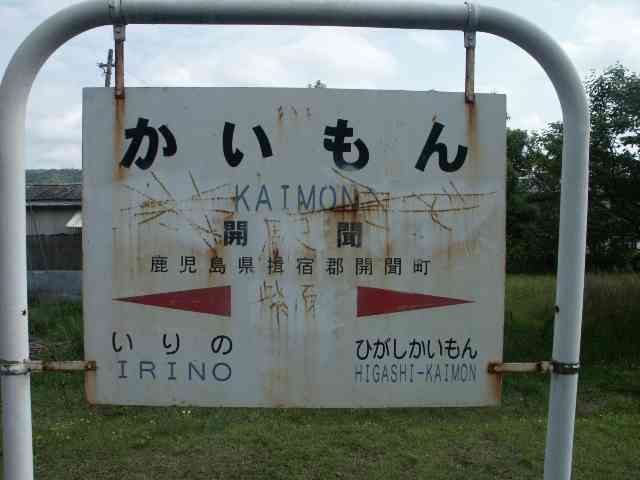 かいもん
KAIMON
開聞
鹿児島県揖宿郡開聞町
いりの ひがしかいもん
IRINO HIGASHI-KAIMON